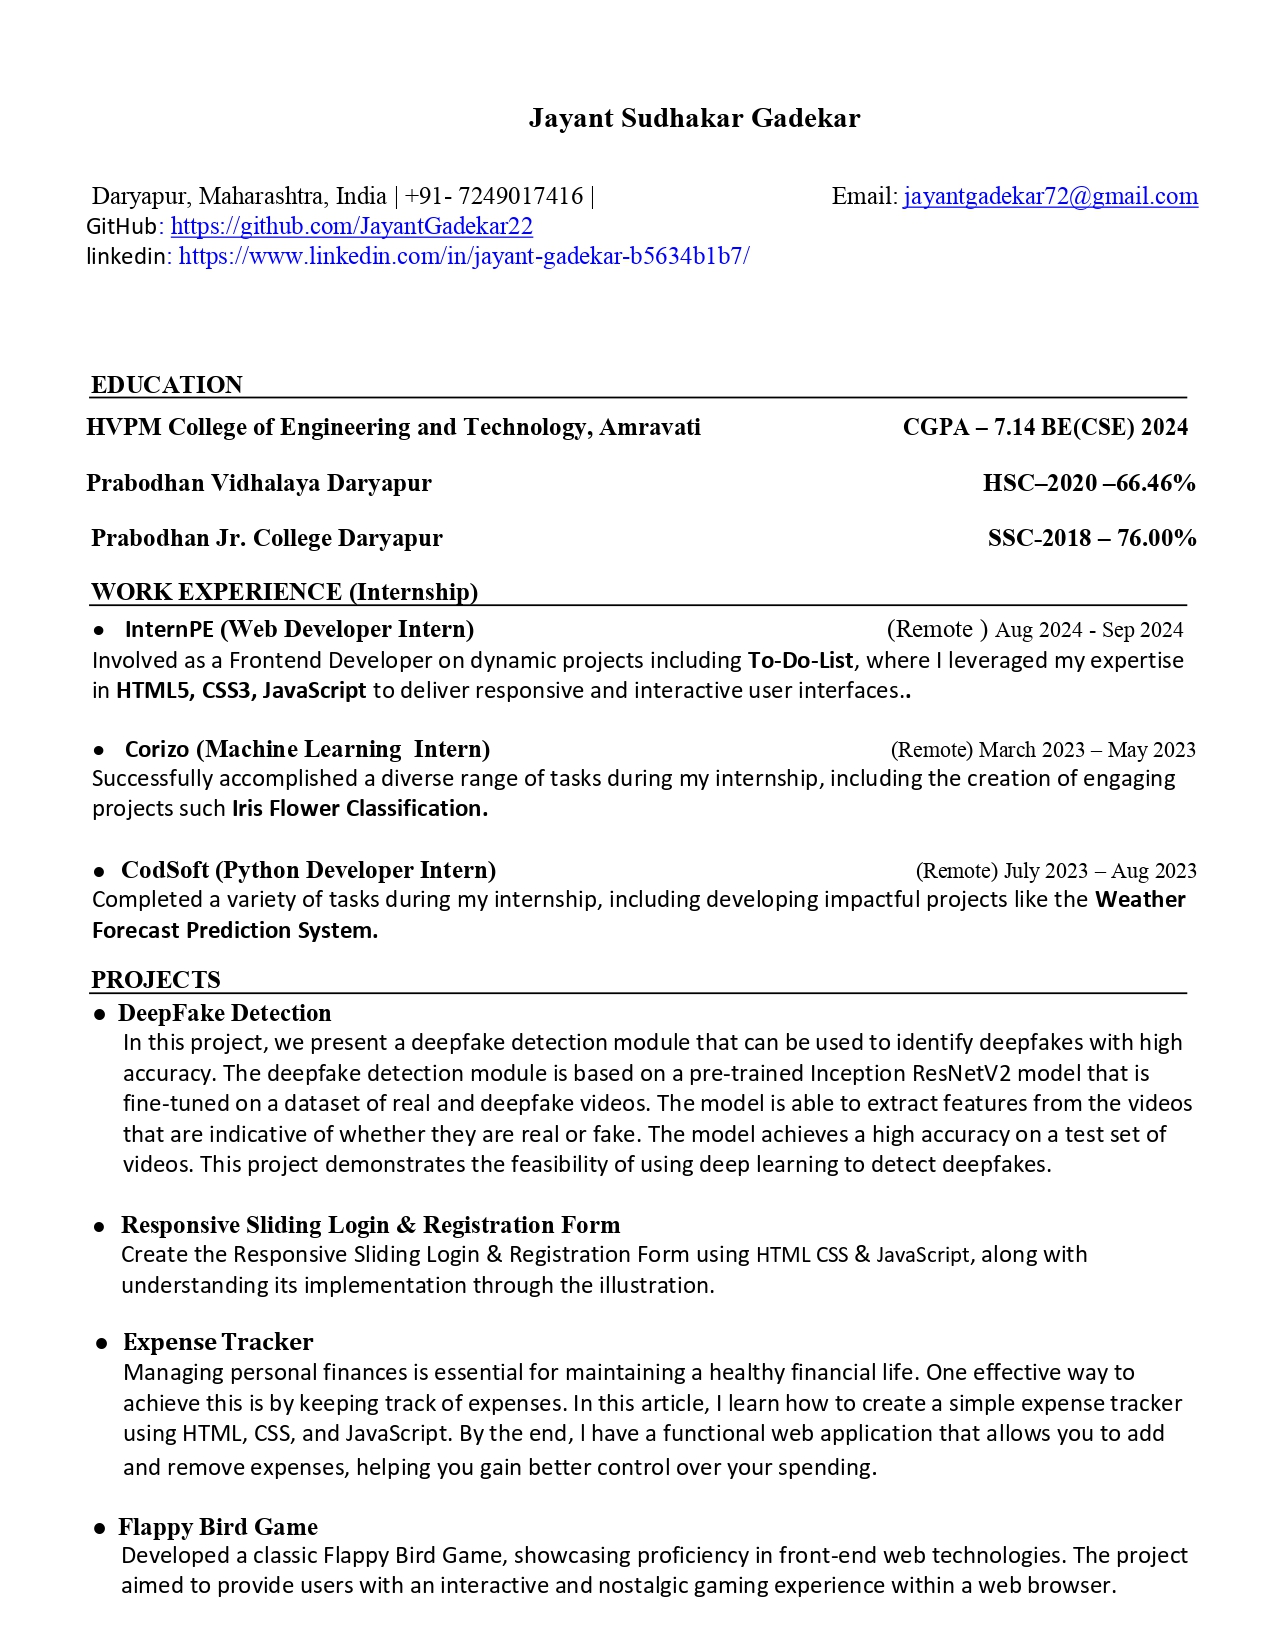 Jayant Sudhakar Gadekar
Daryapur, Maharashtra, India | +91- 7249017416 | Email: jayantgadekar72@gmail.com
GitHub: https://github.com/JayantGadekar22
linkedin: https://www.linkedin.com/in/jayant-gadekar-b5634b1b7/
EDUCATION
HVPM College of Engineering and Technology, Amravati CGPA – 7.14 BE(CSE) 2024
Prabodhan Vidhalaya Daryapur HSC–2020 –66.46%
Prabodhan Jr. College Daryapur SSC-2018 – 76.00%
WORK EXPERIENCE (Internship)
● InternPE (Web Developer Intern) (Remote ) Aug 2024 - Sep 2024
Involved as a Frontend Developer on dynamic projects including To-Do-List, where I leveraged my expertise
in HTML5, CSS3, JavaScript to deliver responsive and interactive user interfaces..
● Corizo (Machine Learning Intern) (Remote) March 2023 – May 2023
Successfully accomplished a diverse range of tasks during my internship, including the creation of engaging
projects such Iris Flower Classification.
● CodSoft (Python Developer Intern) (Remote) July 2023 – Aug 2023
Completed a variety of tasks during my internship, including developing impactful projects like the Weather
Forecast Prediction System.
PROJECTS
● DeepFake Detection
In this project, we present a deepfake detection module that can be used to identify deepfakes with high
accuracy. The deepfake detection module is based on a pre-trained Inception ResNetV2 model that is
fine-tuned on a dataset of real and deepfake videos. The model is able to extract features from the videos
that are indicative of whether they are real or fake. The model achieves a high accuracy on a test set of
videos. This project demonstrates the feasibility of using deep learning to detect deepfakes.
● Responsive Sliding Login & Registration Form
Create the Responsive Sliding Login & Registration Form using HTML CSS & JavaScript, along with
understanding its implementation through the illustration.
● Expense Tracker
Managing personal finances is essential for maintaining a healthy financial life. One effective way to
achieve this is by keeping track of expenses. In this article, I learn how to create a simple expense tracker
using HTML, CSS, and JavaScript. By the end, l have a functional web application that allows you to add
and remove expenses, helping you gain better control over your spending.
● Flappy Bird Game
Developed a classic Flappy Bird Game, showcasing proficiency in front-end web technologies. The project
aimed to provide users with an interactive and nostalgic gaming experience within a web browser.